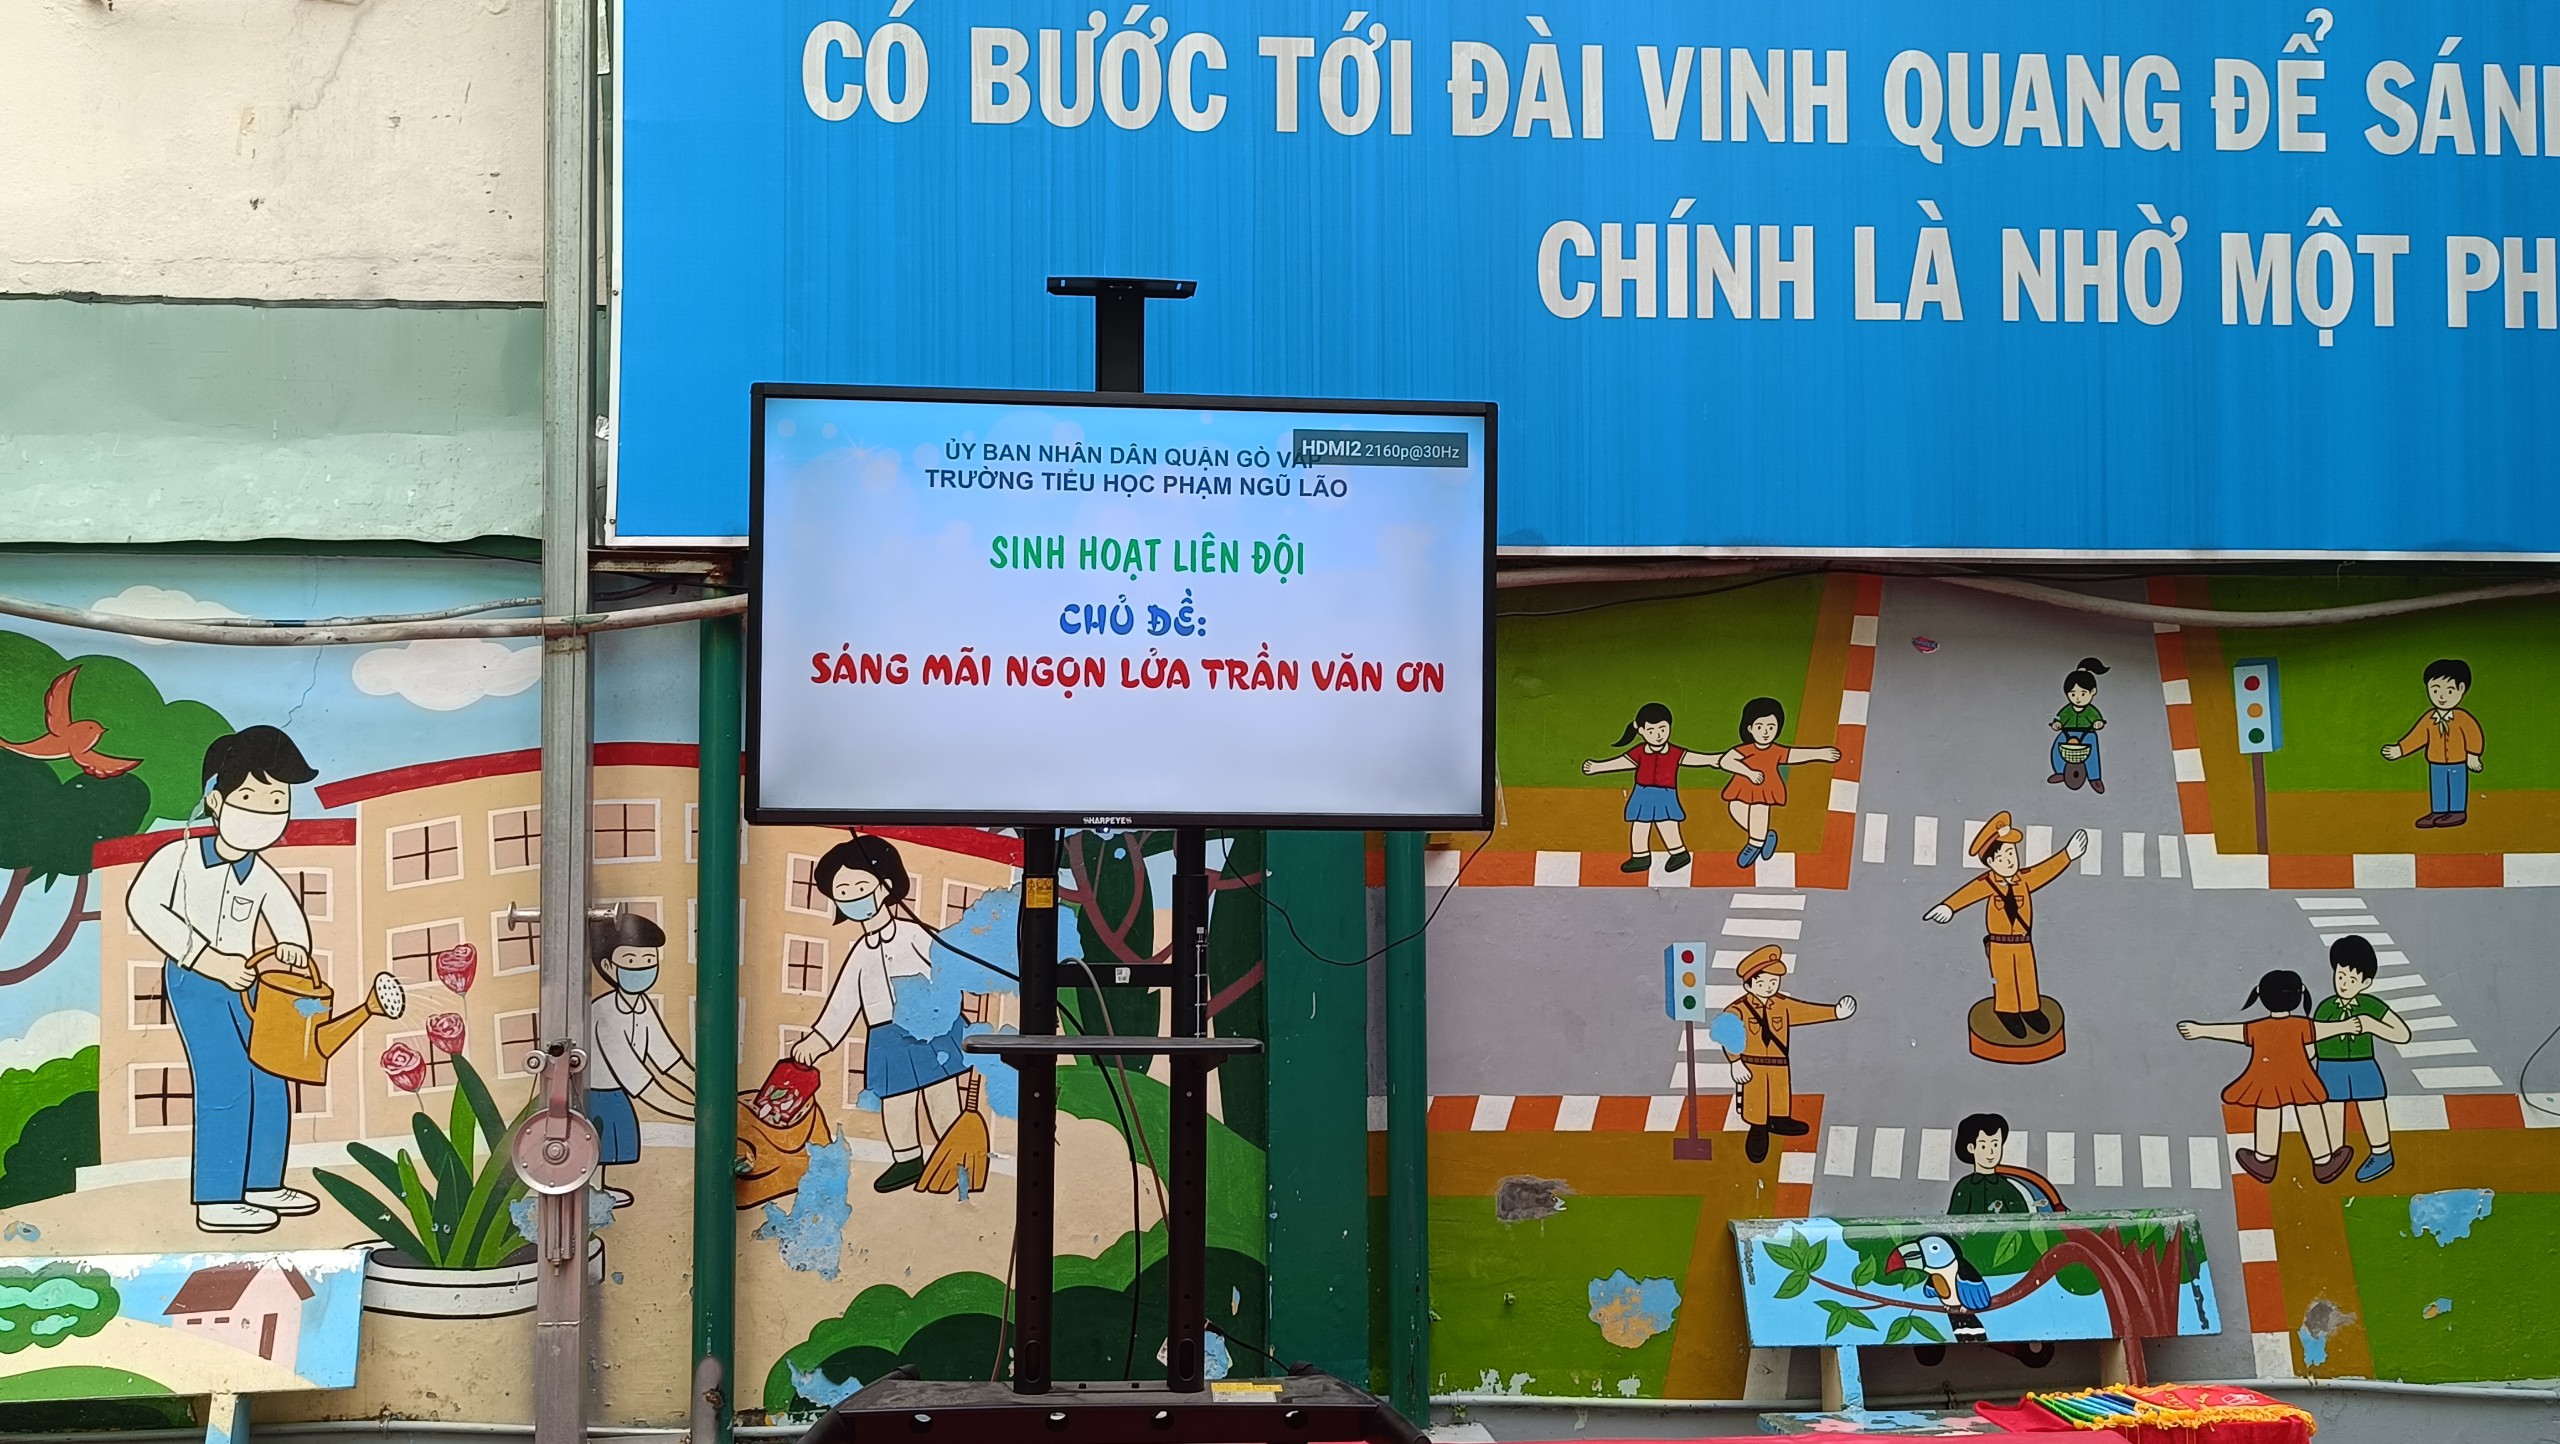 CÓ BƯỚC TỚI ĐÀI VINH QUANG ĐỂ
CHÍNH LÀ NHỜ MỘT
HDMI2 2160p@30Hz
ỦY BAN NHÂN DÂN QUẬN GÒ VẤP
TRƯỜNG TIỂU HỌC PHẠM NGŨ LÃO
SINH HOẠT LIÊN ĐỘI
CHỦ ĐỀ:
SÁNG MÃI NGỌN LỬA TRẦN VĂN ƠN
SHARPEYES